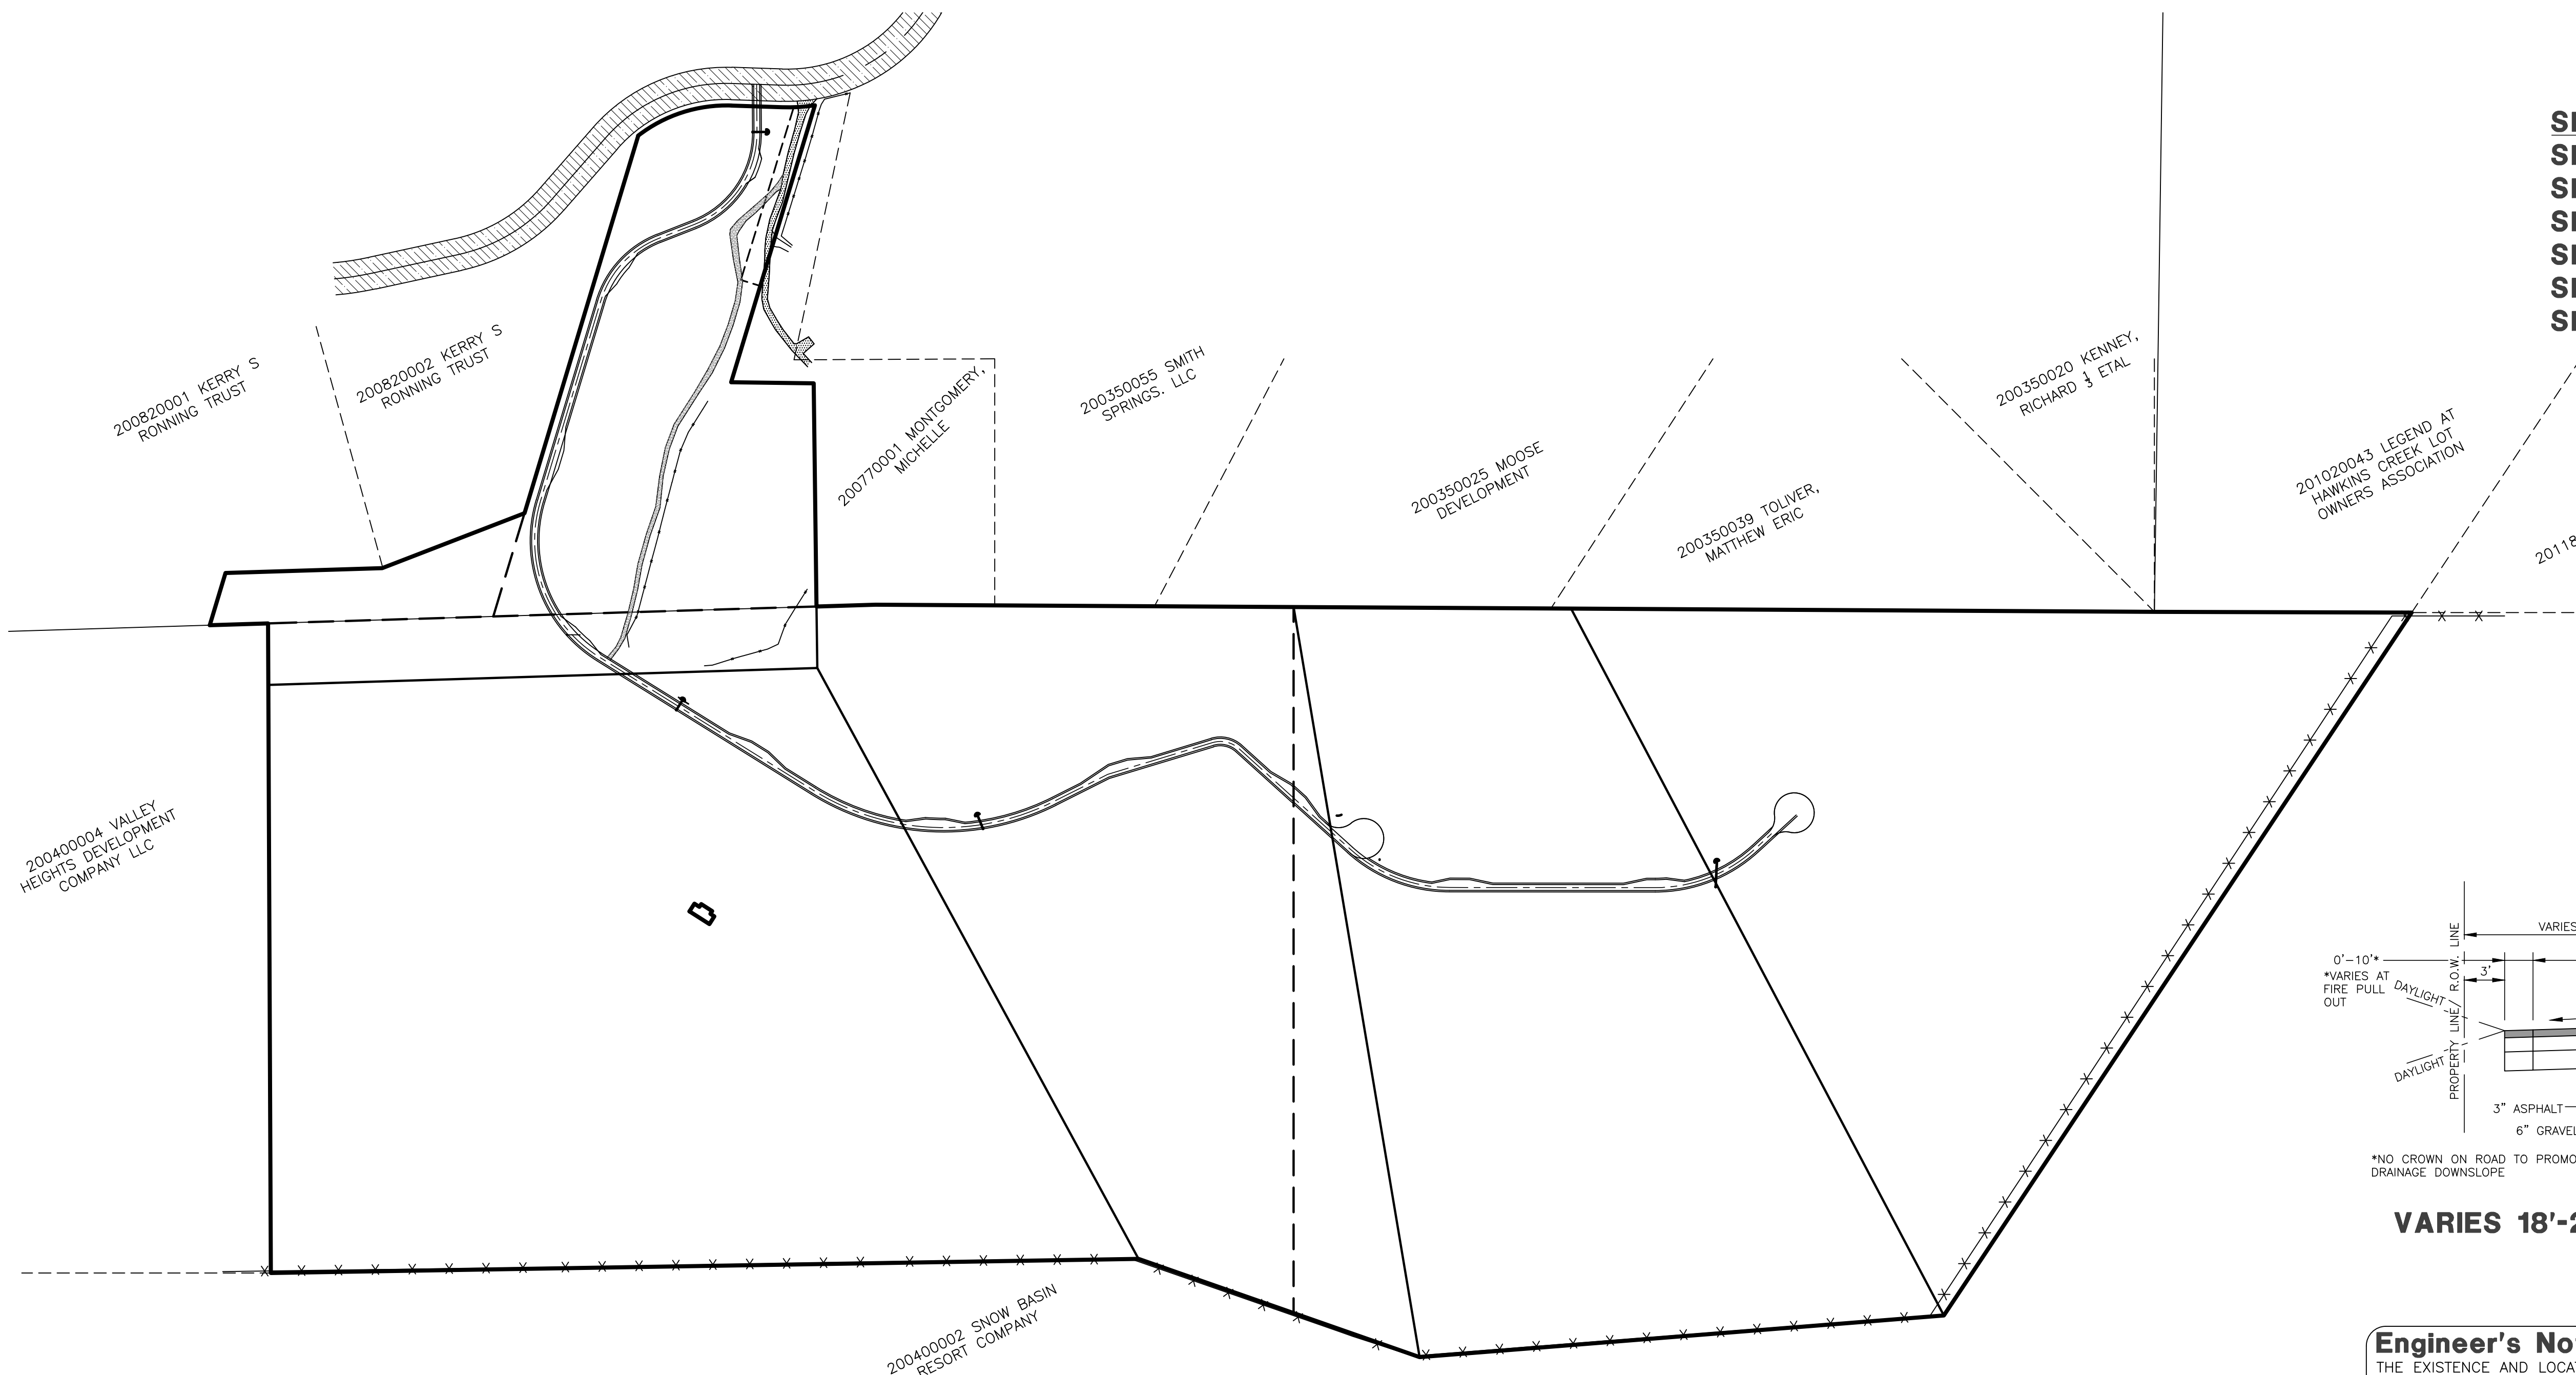 200820001 KERRY S
RONNING TRUST
200820002 KERRY S
RONNING TRUST
200770001 MONTGOMERY,
MICHELLE
200350055 SMITH
SPRINGS. LLC
200350025 MOOSE
DEVELOPMENT
200350039 TOLIVER,
MATTHEW ERIC
200350020 KENNEY,
RICHARD ETAL
201020043 LEGEND AT
HAWKINS CREEK LOT
OWNERS ASSOCIATION
20118
200400004 VALLEY
HEIGHTS DEVELOPMENT
COMPANY LLC
200400002 SNOW BASIN
RESORT COMPANY
VARIES
0'-10'*
3'
*VARIES AT
FIRE PULL
OUT
DAYLIGHT
DAYLIGHT
PROPERTY LINE/ R.O.W. LINE
3" ASPHALT
6" GRAVEL
*NO CROWN ON ROAD TO PROMO
DRAINAGE DOWNSLOPE
VARIES 18'-2
Engineer's No
THE EXISTENCE AND LOCAT